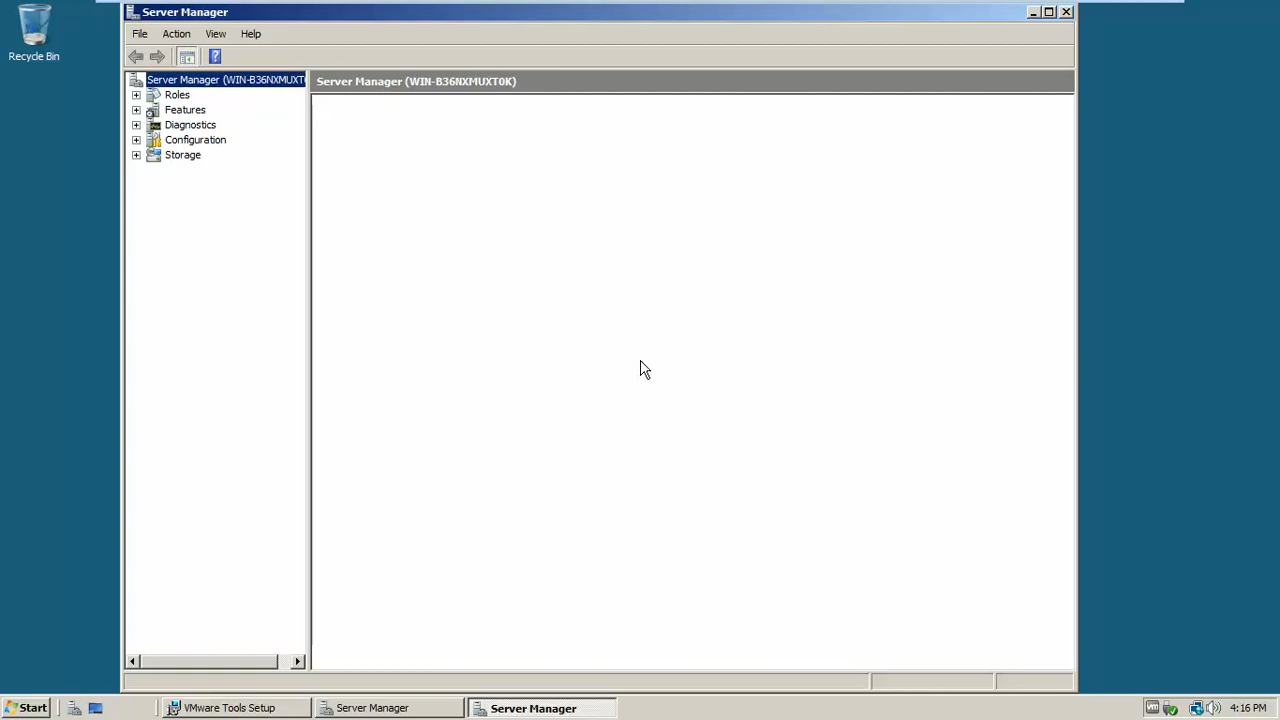 Server Manager
Recycle Bin
File Action View Help
Server Manager (WIN-B36NXMUXT
Server Manager (WIN-B36NXMUXT0K)
Roles
Features
Diagnostics
Configuration
Storage
Start
VMware Tools Setup
Server Manager
Server Manager
4:16 PM